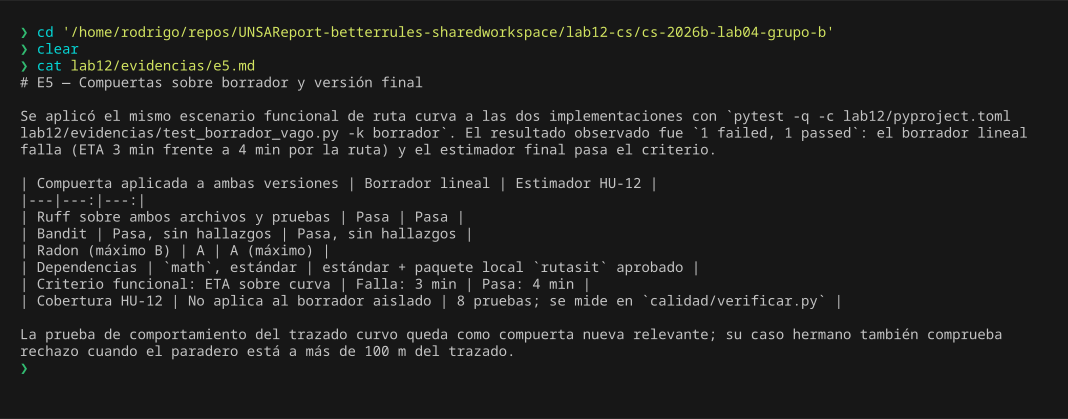 ❯ cd '/home/rodrigo/repos/UNSAReport-betterrules-sharedworkspace/lab12-cs/cs-2026b-lab04-grupo-b'
❯ clear
❯ cat lab12/evidencias/e5.md
# E5 — Compuertas sobre borrador y versión final
Se aplicó el mismo escenario funcional de ruta curva a las dos implementaciones con `pytest -q -c lab12/pyproject.toml
lab12/evidencias/test_borrador_vago.py -k borrador`. El resultado observado fue `1 failed, 1 passed`: el borrador lineal
falla (ETA 3 min frente a 4 min por la ruta) y el estimador final pasa el criterio.
| Compuerta aplicada a ambas versiones | Borrador lineal | Estimador HU-12 |
|---|---:|---:|
| Ruff sobre ambos archivos y pruebas | Pasa | Pasa |
| Bandit | Pasa, sin hallazgos | Pasa, sin hallazgos |
| Radon (máximo B) | A | A (máximo) |
| Dependencias | `math`, estándar | estándar + paquete local `rutasit` aprobado |
| Criterio funcional: ETA sobre curva | Falla: 3 min | Pasa: 4 min |
| Cobertura HU-12 | No aplica al borrador aislado | 8 pruebas; se mide en `calidad/verificar.py` |
La prueba de comportamiento del trazado curvo queda como compuerta nueva relevante; su caso hermano también comprueba
rechazo cuando el paradero está a más de 100 m del trazado.
❯